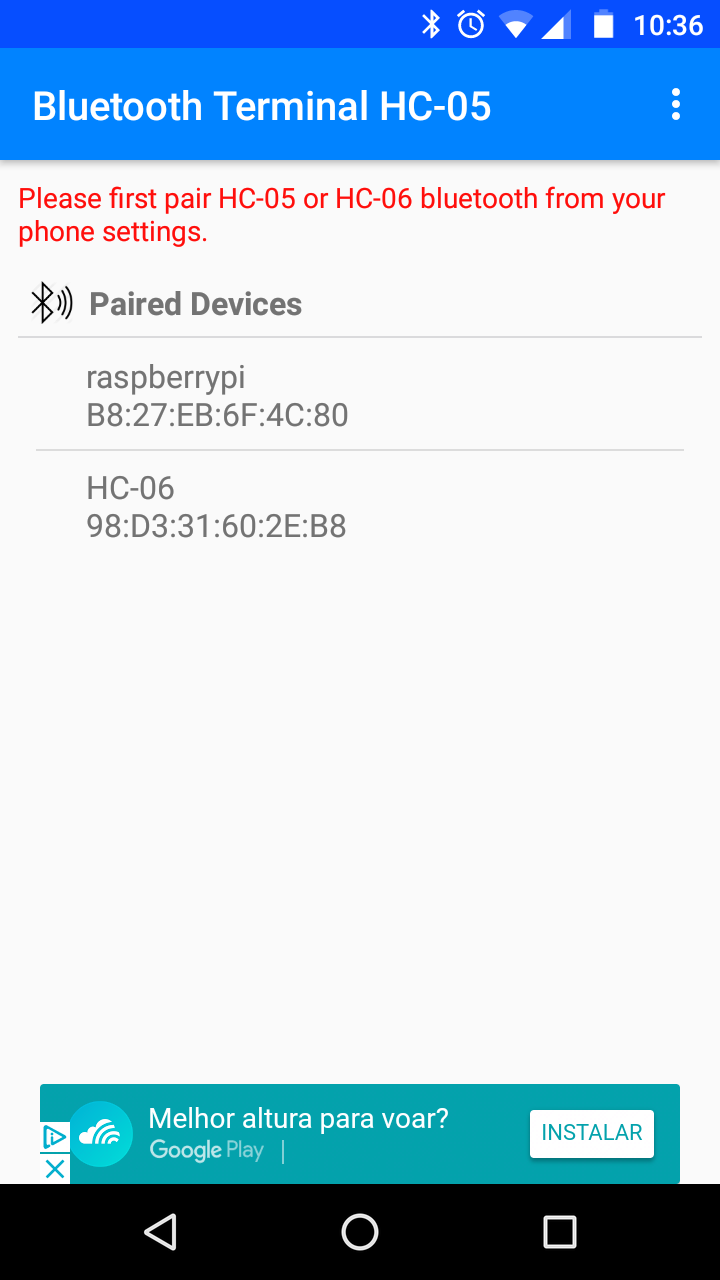 10:36
Bluetooth Terminal HC-05
Please first pair HC-05 or HC-06 bluetooth from your
phone settings.
Paired Devices
raspberrypi
B8:27:EB:6F:4C:80
HC-06
98:D3:31:60:2E:B8
Melhor altura para voar?
Google Play
INSTALAR